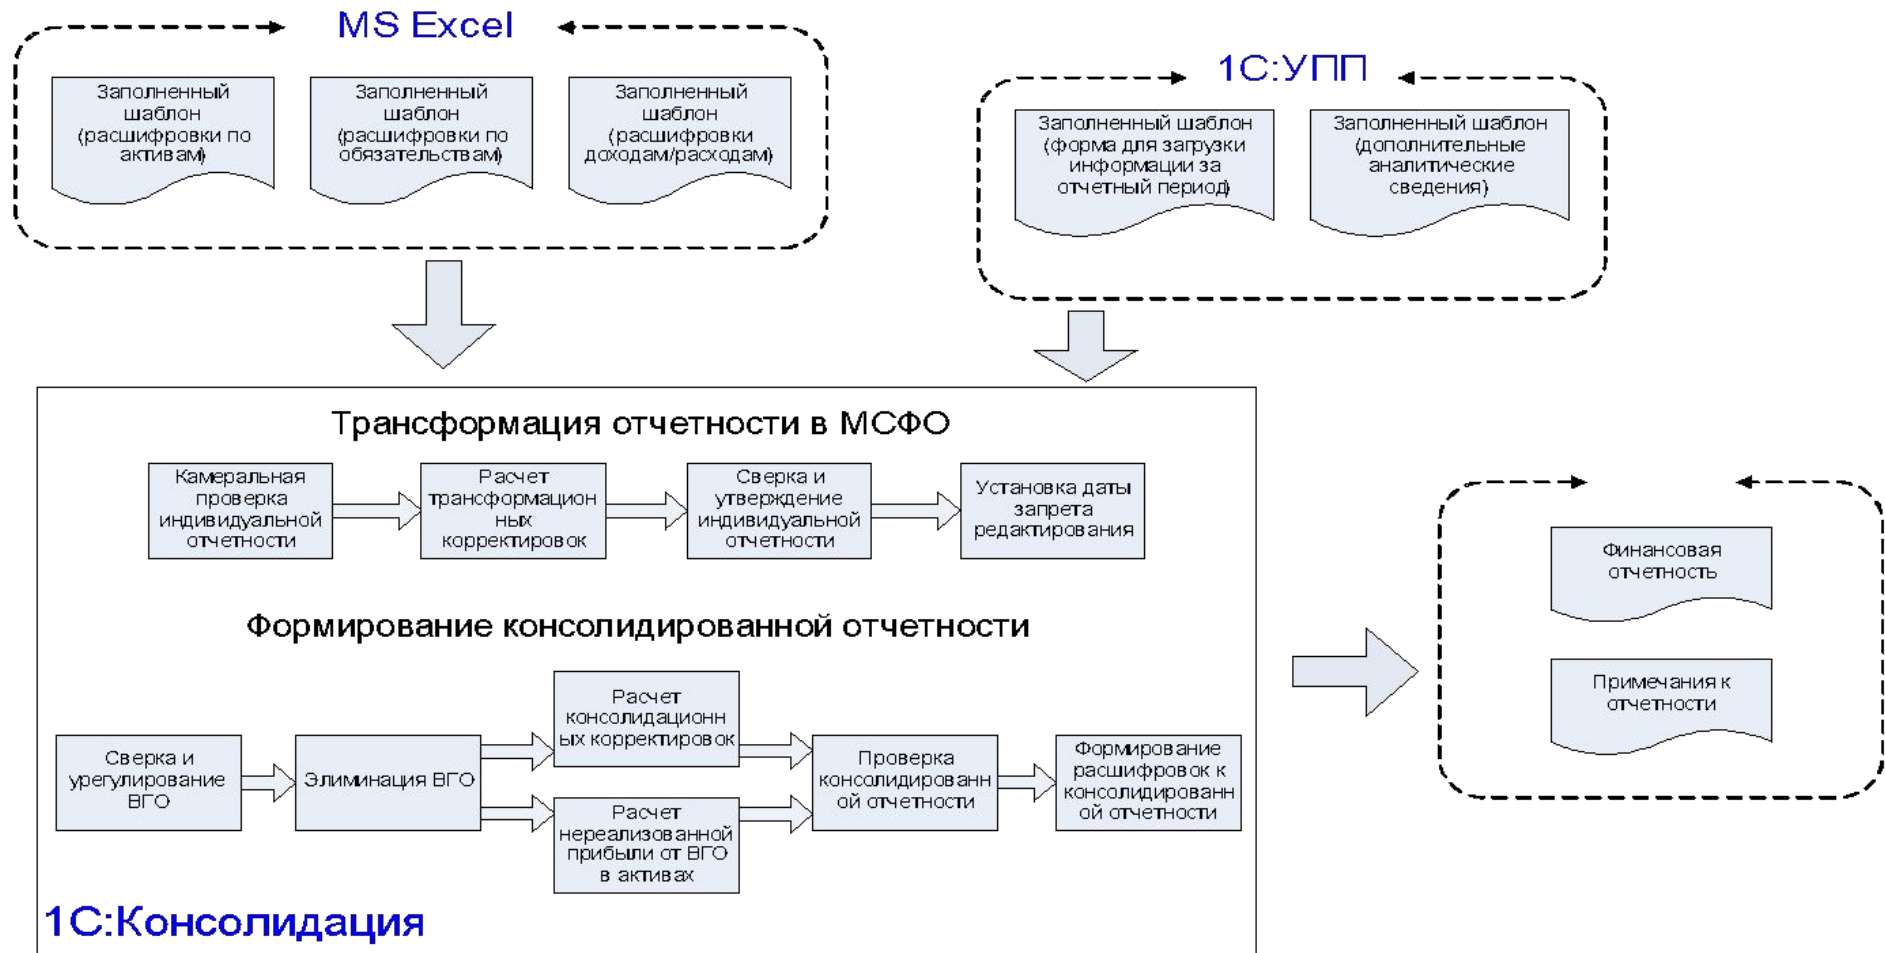 MS Excel
Заполненный
шаблон
(расшифровки по
активам)
Заполненный
шаблон
(расшифровки по
обязательствам)
Заполненный
шаблон
(расшифровки
доходам/расходам)
1С:УПП
Заполненный шаблон
(форма для загрузки
информации за
отчетный период)
Заполненный шаблон
(дополнительные
аналитические
сведения)
Трансформация отчетности в МСФО
Камеральная
проверка
индивидуальной
отчетности
Расчет
трансформацион
ных
корректировок
Сверка и
утверждение
индивидуальной
отчетности
Установка даты
запрета
редактирования
Формирование консолидированной отчетности
Сверка и
урегулирование
ВГО
Элиминация ВГО
Расчет
консолидационн
ых корректировок
Расчет
нереализованной
прибыли от ВГО
в активах
Проверка
консолидированн
ой отчетности
Формирование
расшифровок к
консолидированн
ой отчетности
1С:Консолидация
Финансовая
отчетность
Примечания к
отчетности